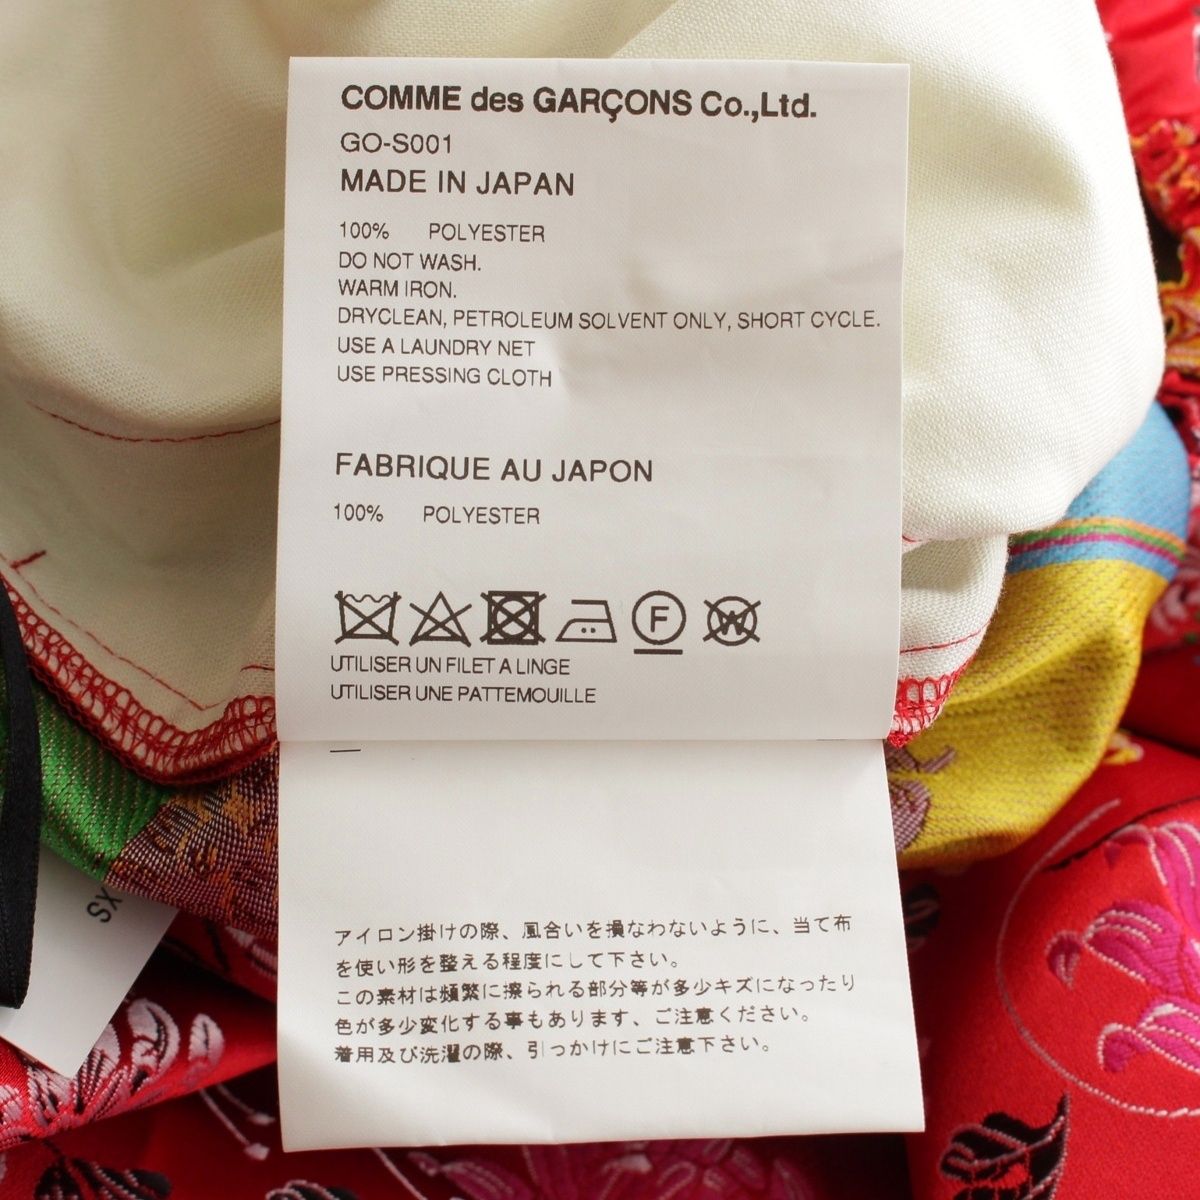 COMME des GARÇONS Co.,Ltd.
GO-S001
MADE IN JAPAN
100% POLYESTER
DO NOT WASH.
WARM IRON.
DRYCLEAN, PETROLEUM SOLVENT ONLY, SHORT CYCLE.
USE A LAUNDRY NET
USE PRESSING CLOTH
FABRIQUE AU JAPON
100% POLYESTER
F W
UTILISER UN FILET A LINGE
UTILISER UNE PATTEMOUILLE
XS
アイロン掛けの際、風合いを損なわないように、当て布
を使い形を整える程度にして下さい。
この素材は頻繁に擦られる部分等が多少キズになったり
色が多少変化する事もあります、ご注意ください。
着用及び洗濯の際、引っかけにご注意下さい。